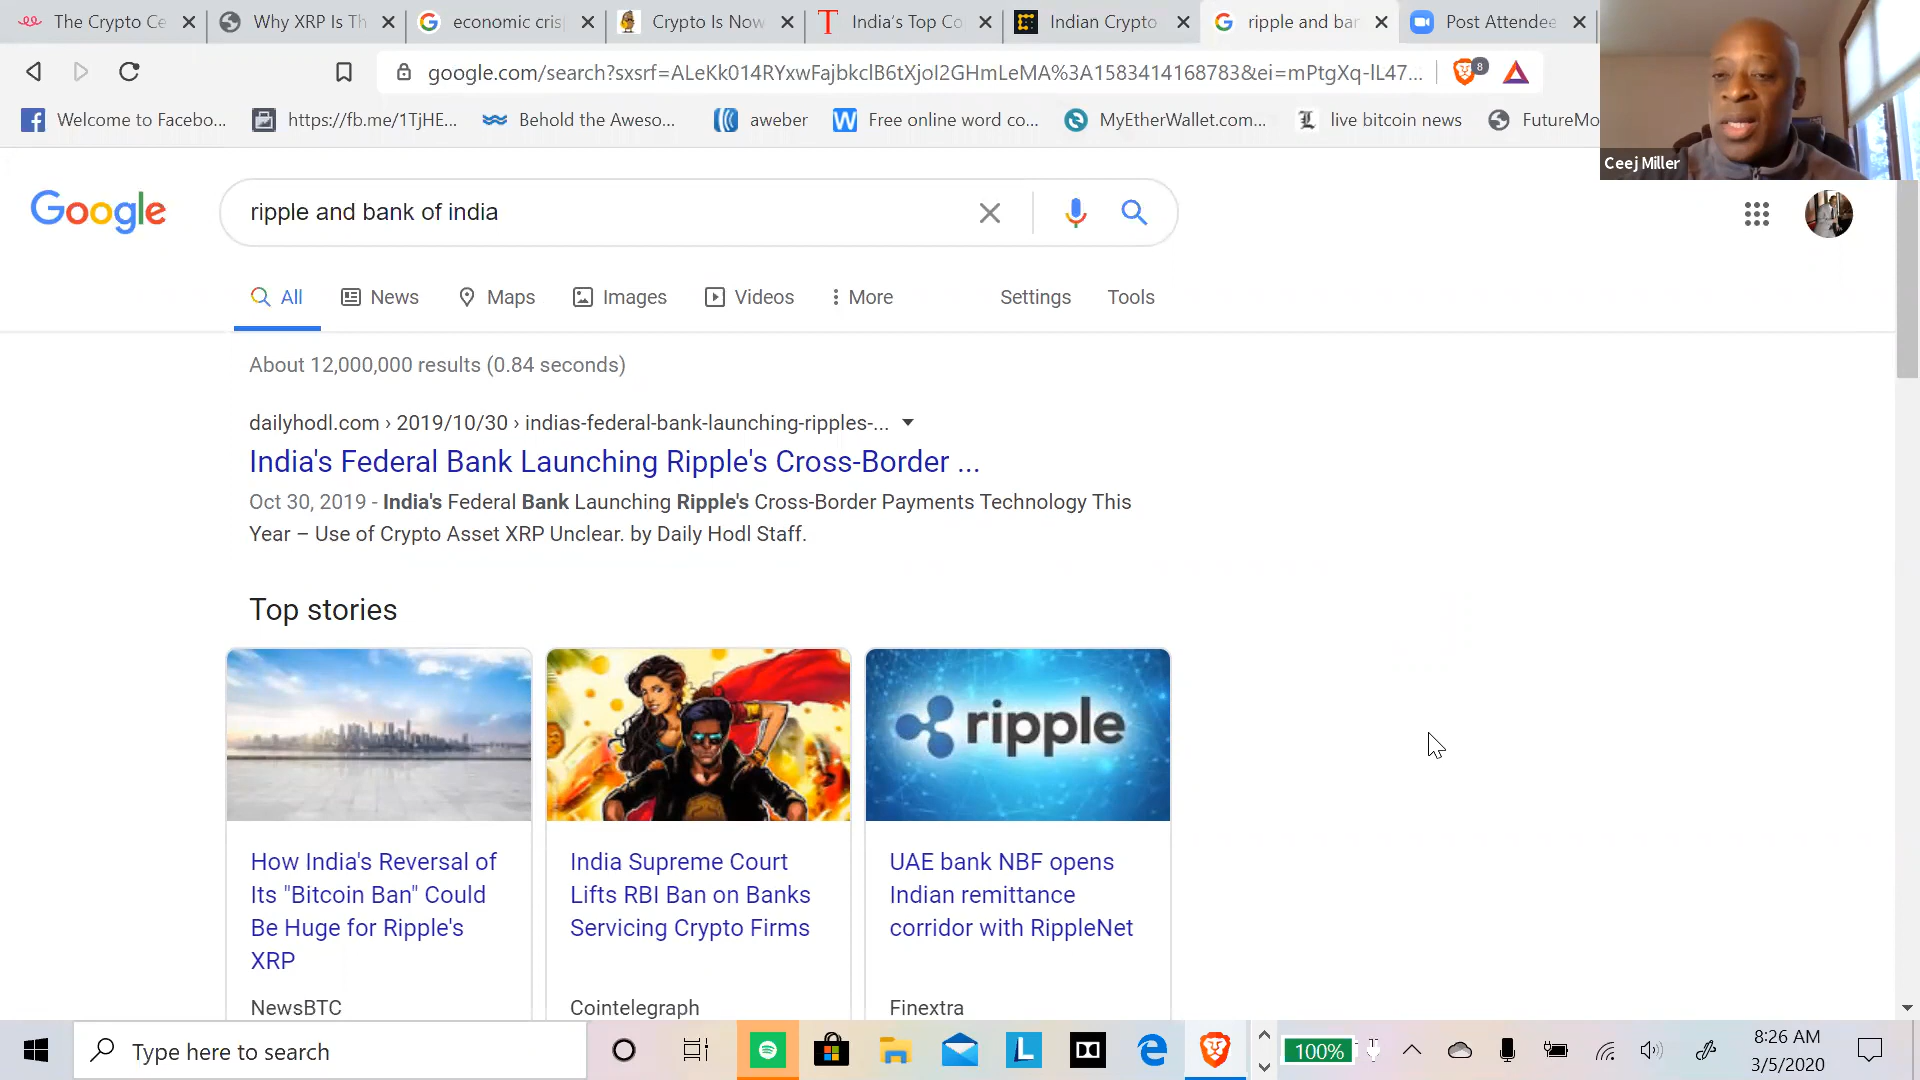 The Crypto Ce
Why XRP Is Th
economic cris
Crypto Is Now
India's Top Co
Indian Crypto
ripple and bar
Post Attendee
google.com/search?sxsrf=ALeKk014RYxwFajbkclB6tXjoI2GHmLeMA%3A1583414168783&ei=mPtgXq-lL47...
8
Welcome to Facebo...
https://fb.me/1TjHE...
Behold the Aweso...
aweber
Free online word co...
MyEtherWallet.com...
live bitcoin news
FutureMo
Ceej Miller
Google
ripple and bank of india
All
News
Maps
Images
Videos
More
Settings
Tools
About 12,000,000 results (0.84 seconds)
dailyhodl.com › 2019/10/30 › indias-federal-bank-launching-ripples-...
India's Federal Bank Launching Ripple's Cross-Border ...
Oct 30, 2019 - India's Federal Bank Launching Ripple's Cross-Border Payments Technology This
Year – Use of Crypto Asset XRP Unclear. by Daily Hodl Staff.
Top stories
ripple
How India's Reversal of
Its "Bitcoin Ban" Could
Be Huge for Ripple's
XRP
NewsBTC
India Supreme Court
Lifts RBI Ban on Banks
Servicing Crypto Firms
Cointelegraph
UAE bank NBF opens
Indian remittance
corridor with RippleNet
Finextra
Type here to search
100%
8:26 AM
3/5/2020